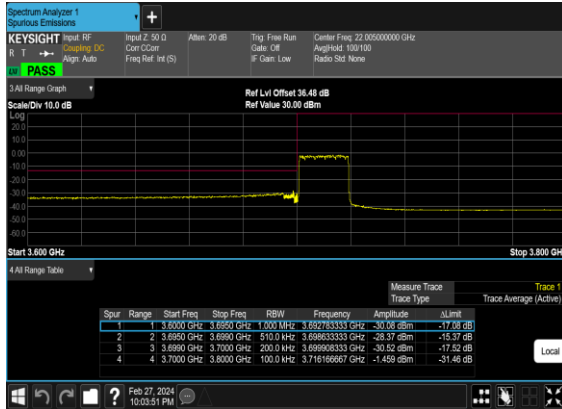 Spectrum Analyzer 1
Spurious Emissions
+
KEYSIGHT Input: RF Input Z: 50 Ω Atten: 20 dB Trig: Free Run Center Freq: 22.005000000 GHz
R T Coupling: DC Corr CCorr Gate: Off Avg|Hold: 100/100
Align: Auto Freq Ref: Int (S) IF Gain: Low Radio Std: None
LXI PASS
3 All Range Graph
Ref Lvl Offset 36.48 dB
Scale/Div 10.0 dB Ref Value 30.00 dBm
Log
20.0
10.0
0.00
-10.0
-20.0
-30.0
-40.0
-50.0
-60.0
Start 3.600 GHz Stop 3.800 GHz
4 All Range Table
Measure Trace Trace 1
Trace Type Trace Average (Active)
Spur Range Start Freq Stop Freq RBW Frequency Amplitude ΔLimit
1 1 3.6000 GHz 3.6950 GHz 1.000 MHz 3.692783333 GHz -30.08 dBm -17.08 dB
2 2 3.6950 GHz 3.6990 GHz 510.0 kHz 3.698633333 GHz -28.37 dBm -15.37 dB
3 3 3.6990 GHz 3.7000 GHz 200.0 kHz 3.699908333 GHz -30.52 dBm -17.52 dB
4 4 3.7000 GHz 3.8000 GHz 100.0 kHz 3.716166667 GHz -1.459 dBm -31.46 dB
Local
?
Feb 27, 2024
10:03:51 PM